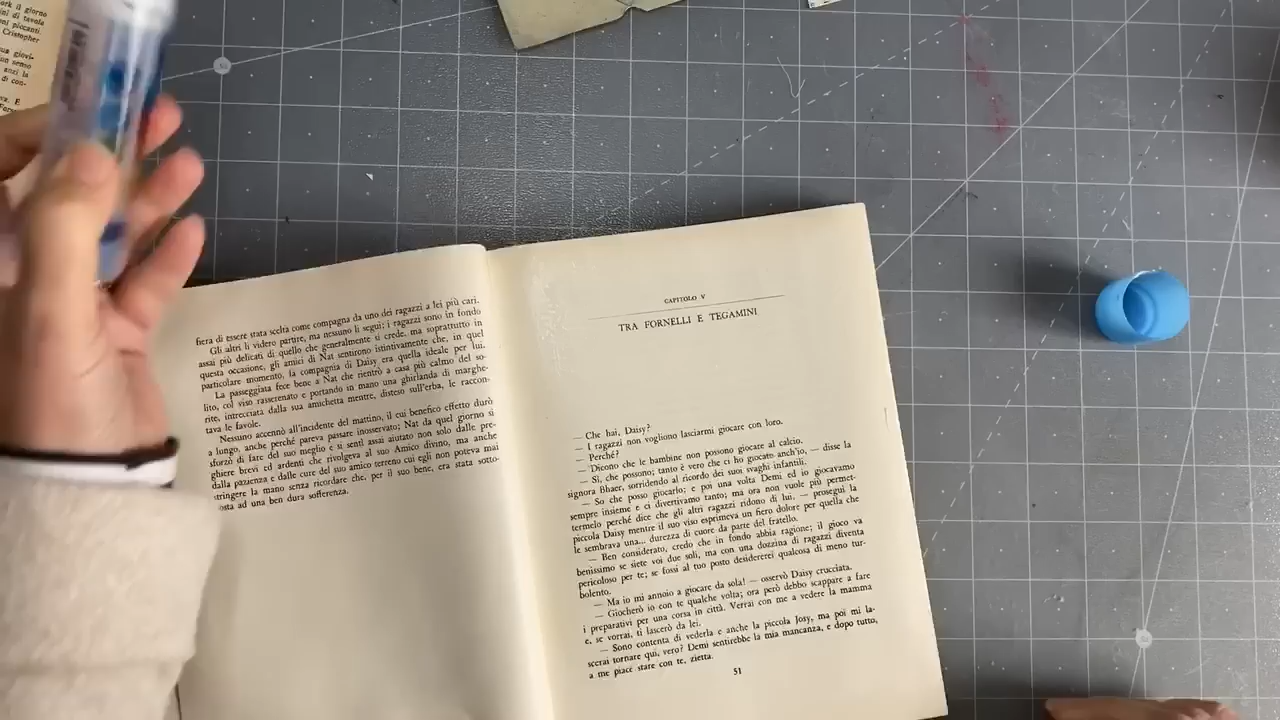 ork il giorno
ini di tavole
ni piccanti.
Cristopher
sua giovi-
un senso
anzi la
di con-
fiera di essere stata scelta come compagna da uno dei ragazzi a lei più cari.
Gli altri li videro partire, ma nessuno li seguì; i ragazzi sono in fondo
assai più delicati di quello che generalmente si crede, ma soprattutto in
questa occasione, gli amici di Nat sentirono istintivamente che, in quel
particolare momento, la compagnia di Daisy era quella ideale per lui.
La passeggiata fece bene a Nat che rientrò a casa più calmo del so-
lito, col viso rasserenato e portando in mano una ghirlanda di marghe-
rite, intrecciata dalla sua amichetta mentre, disteso sull'erba, le raccon-
tava le favole.
Nessuno accennò all'incidente del mattino, il cui benefico effetto durò
a lungo, anche perché pareva passare inosservato; Nat da quel giorno si
sforzò di fare del suo meglio e si sentì assai aiutato non solo dalle pre-
ghiere brevi ed ardenti che rivolgeva al suo Amico divino, ma anche
dalla pazienza e dalle cure del suo amico terreno cui egli non poteva mai
stringere la mano senza ricordare che, per il suo bene, era stata sotto-
osta ad una ben dura sofferenza.
CAPITOLO V
TRA FORNELLI E TEGAMINI
— Che hai, Daisy?
— I ragazzi non vogliono lasciarmi giocare con loro.
— Perché?
— Dicono che le bambine non possono giocare al calcio.
— Sì, che possono; tanto è vero che ci ho giocato anch'io, — disse la
signora Bhaer, sorridendo al ricordo dei suoi svaghi infantili.
— So che posso giocarlo; e poi una volta Demi ed io giocavamo
sempre insieme e ci divertivamo tanto; ma ora non vuole più permet-
termelo perché dice che gli altri ragazzi ridono di lui, — proseguì la
piccola Daisy mentre il suo viso esprimeva un fiero dolore per quella che
le sembrava una... durezza di cuore da parte del fratello.
— Ben considerato, credo che in fondo abbia ragione; il gioco va
benissimo se siete voi due soli, ma con una dozzina di ragazzi diventa
pericoloso per te; se fossi al tuo posto desidererei qualcosa di meno tur-
bolento.
— Ma io mi annoio a giocare da sola! — osservò Daisy crucciata.
— Giocherò io con te qualche volta; ora però debbo scappare a fare
i preparativi per una corsa in città. Verrai con me a vedere la mamma
e, se vorrai, ti lascerò da lei.
— Sono contenta di vederla e anche la piccola Josy, ma poi mi la-
scerai tornare qui, vero? Demi sentirebbe la mia mancanza, e dopo tutto,
a me piace stare con te, zietta.
51